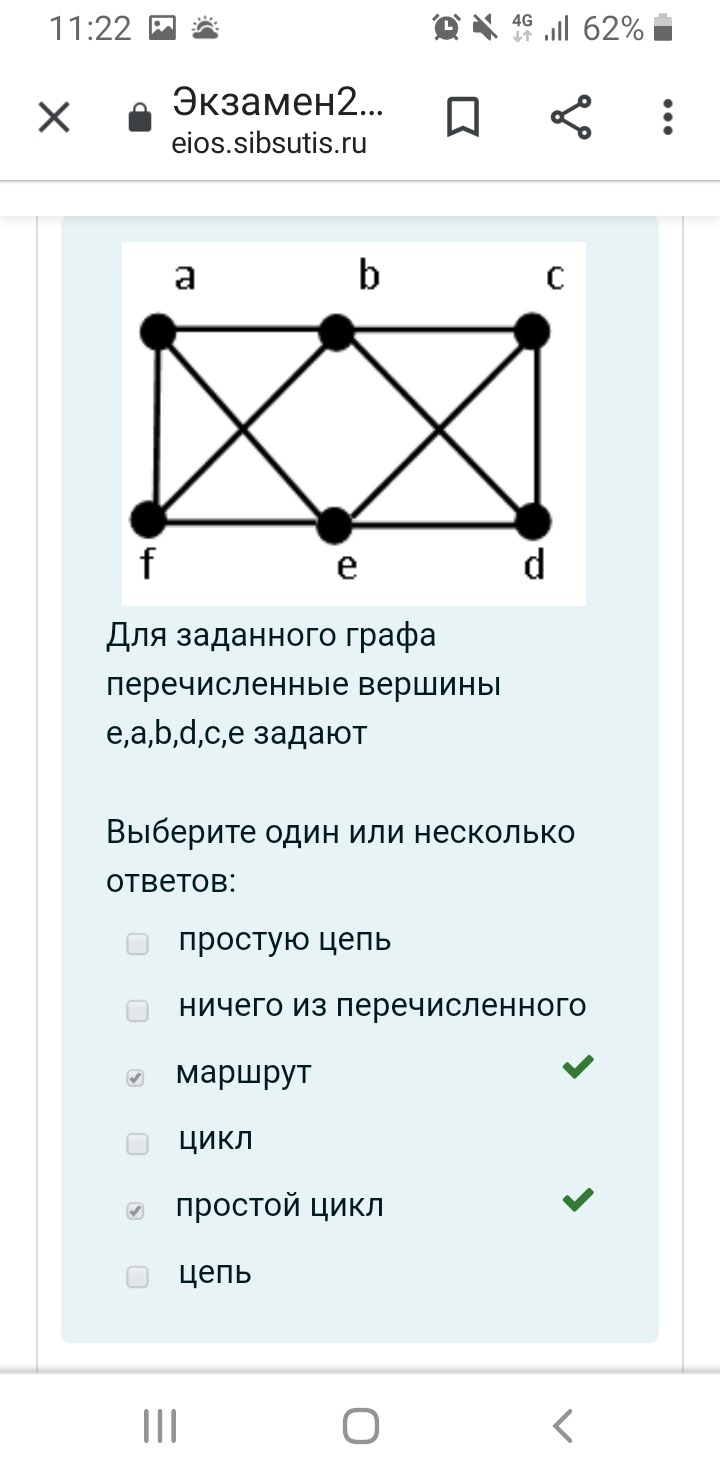 11:22 4G 62%
Экзамен2...
eios.sibsutis.ru
a b c
f e d
Для заданного графа
перечисленные вершины
e,a,b,d,c,e задают
Выберите один или несколько
ответов:
простую цепь
ничего из перечисленного
маршрут
цикл
простой цикл
цепь